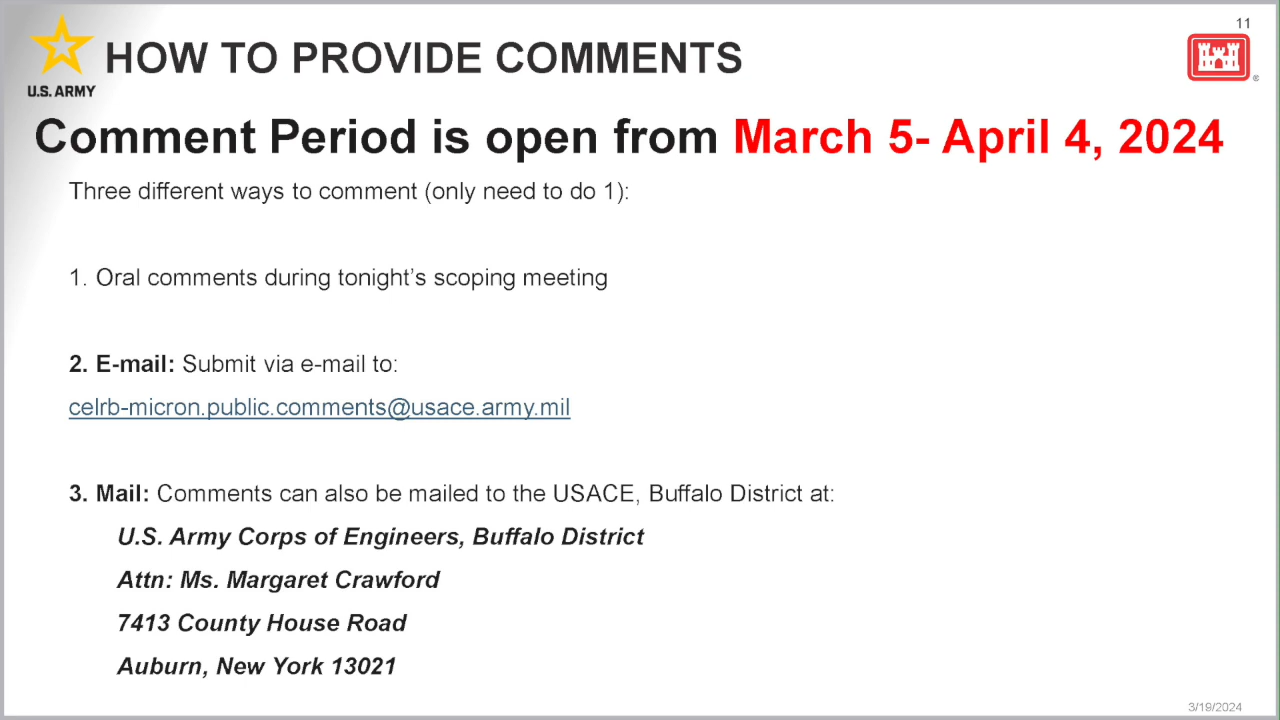 11
U.S. ARMY
HOW TO PROVIDE COMMENTS
®
Comment Period is open from March 5- April 4, 2024
Three different ways to comment (only need to do 1):
1. Oral comments during tonight’s scoping meeting
2. E-mail: Submit via e-mail to:
celrb-micron.public.comments@usace.army.mil
3. Mail: Comments can also be mailed to the USACE, Buffalo District at:
U.S. Army Corps of Engineers, Buffalo District
Attn: Ms. Margaret Crawford
7413 County House Road
Auburn, New York 13021
3/19/2024